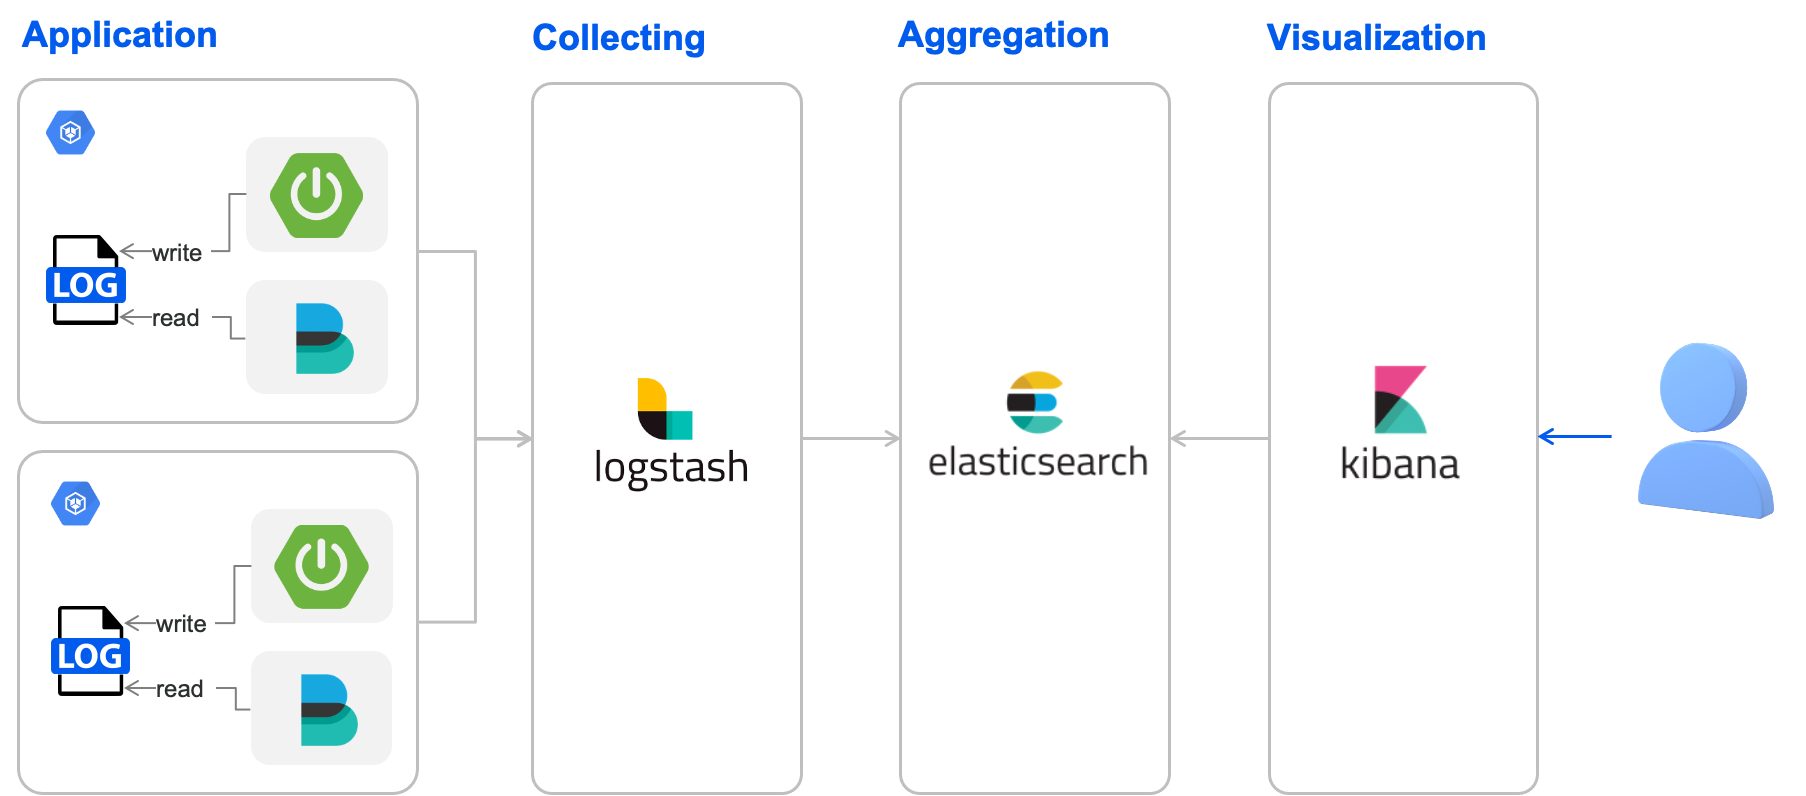 Application
Collecting
Aggregation
Visualization
write
LOG
read
write
LOG
read
logstash
elasticsearch
kibana